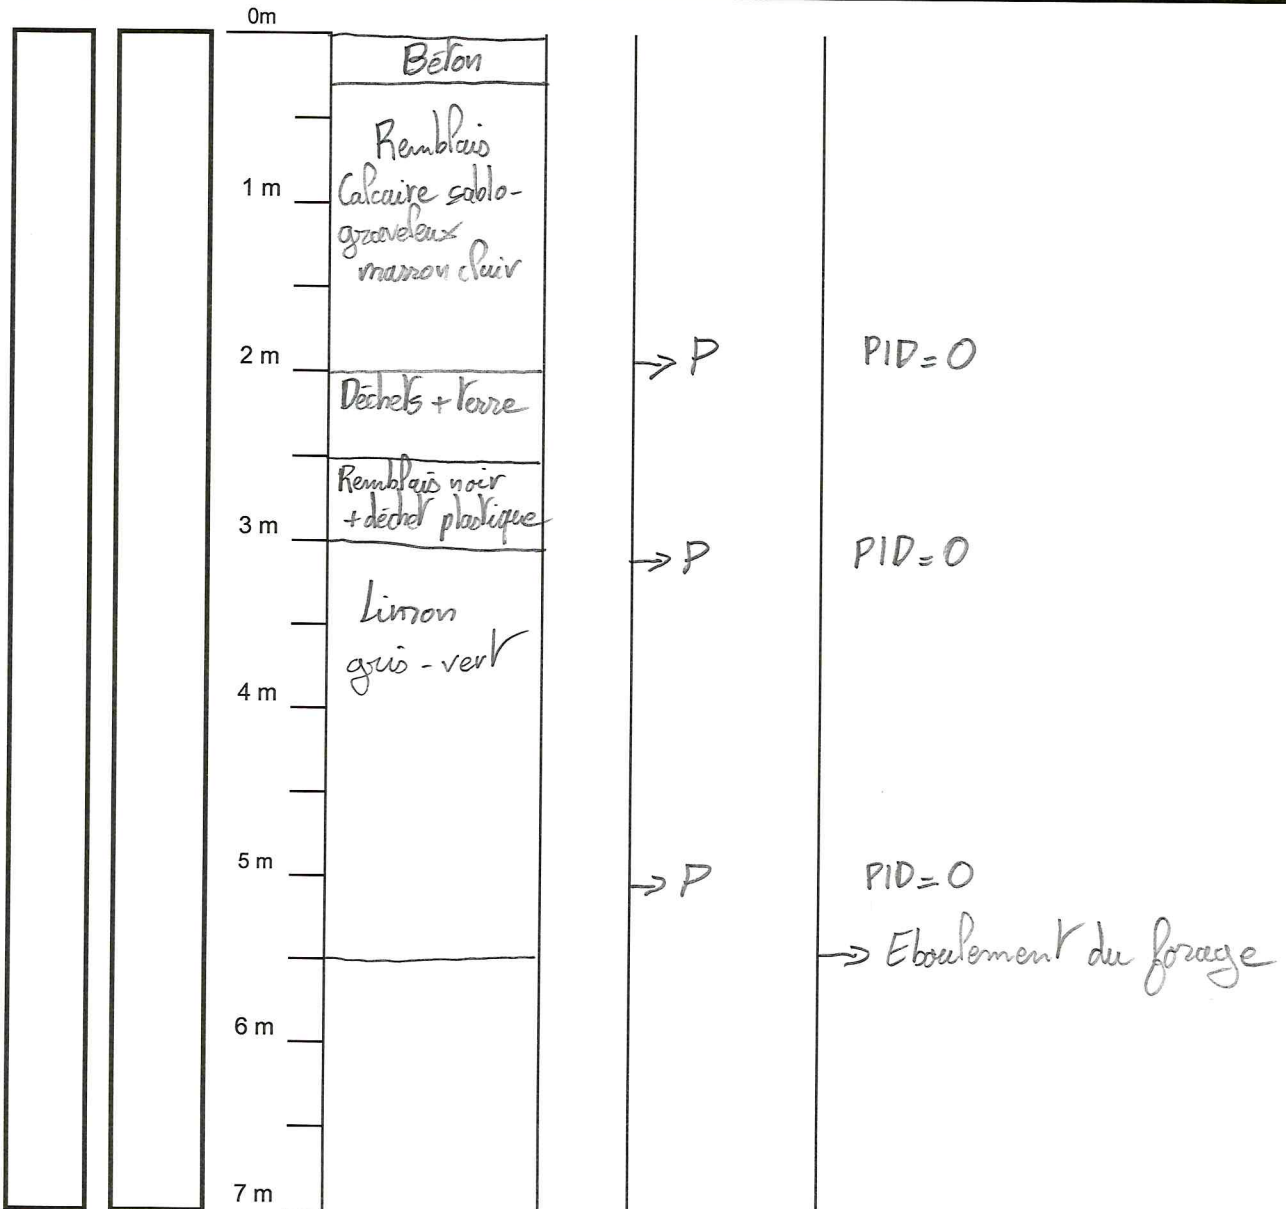 0m
Béton
Remblais
1 m
Calcaire sablo-
graveleux
marron clair
2 m
→ P
PID = 0
Déchets + terre
Remblais noir
+ déchet plastique
3 m
→ P
PID = 0
Limon
gris - vert
4 m
5 m
→ P
PID = 0
→ Eboulement du forage
6 m
7 m